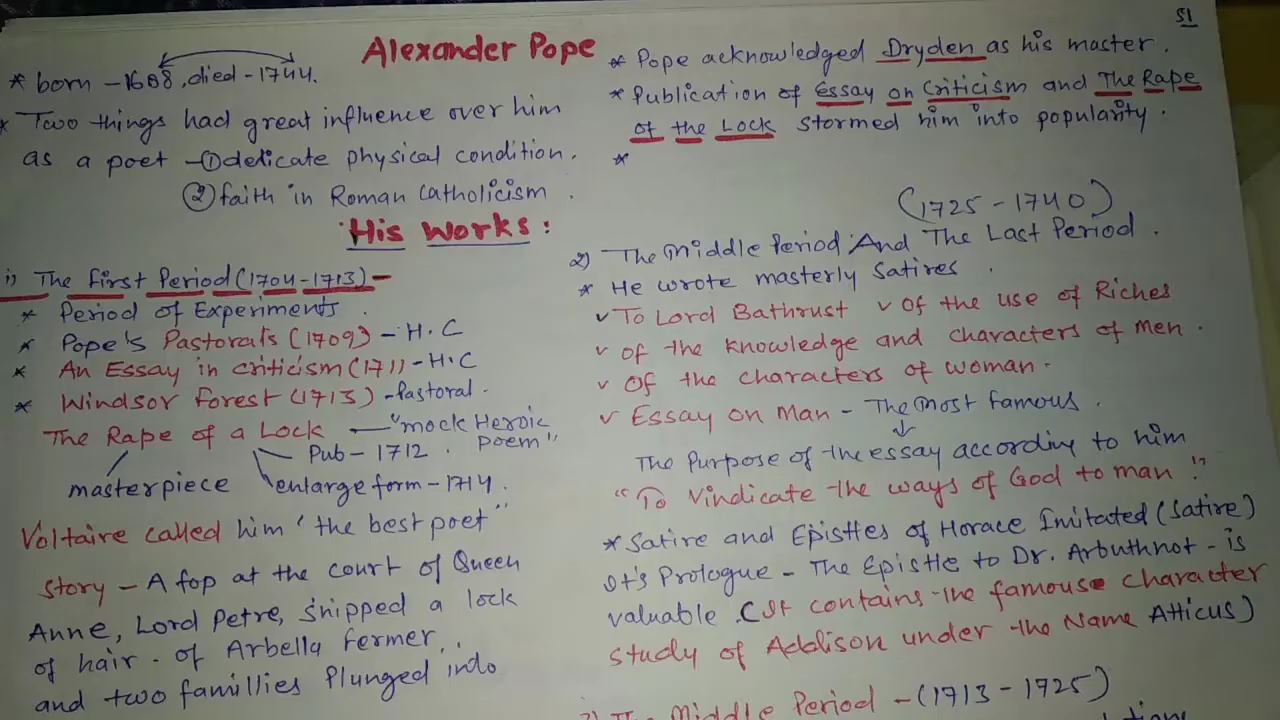 51
Alexander Pope
* born - 1688, died - 1744.
* Two things had great influence over him
as a poet - ① delicate physical condition.
② faith in Roman Catholicism.
His Works:
1) The First Period (1704-1713) -
* Period of Experiments.
* Pope's Pastorals (1709) - H.C
* An Essay in criticism (1711) - H.C
* Windsor Forest (1713) - Pastoral.
The Rape of a Lock — "mock Heroic
Poem"
Pub - 1712.
masterpiece enlarge form - 1714.
Voltaire called him 'the best poet"
Story - A fop at the court of Queen
Anne, Lord Petre, snipped a lock
of hair. of Arbella Fermer,.
and two famillies Plunged into
* Pope acknowledged Dryden as his master.
* Publication of Essay on Criticism and The Rape
of the Lock stormed him into popularity.
*
(1725 - 1740)
2) The Middle Period And The Last Period.
* He wrote masterly Satires.
✓ To Lord Bathrust ✓ Of the use of Riches
✓ of the knowledge and characters of men.
✓ Of the characters of woman.
✓ Essay on Man - The most famous.
↓
The Purpose of the essay according to him
"To vindicate the ways of God to man"
* Satire and Epistles of Horace Imitated (Satire)
It's Prologue - The Epistle to Dr. Arbuthnot - is
valuable. (It contains the famouse character
study of Addison under the Name Atticus)
The Middle Period - (1713 - 1725)